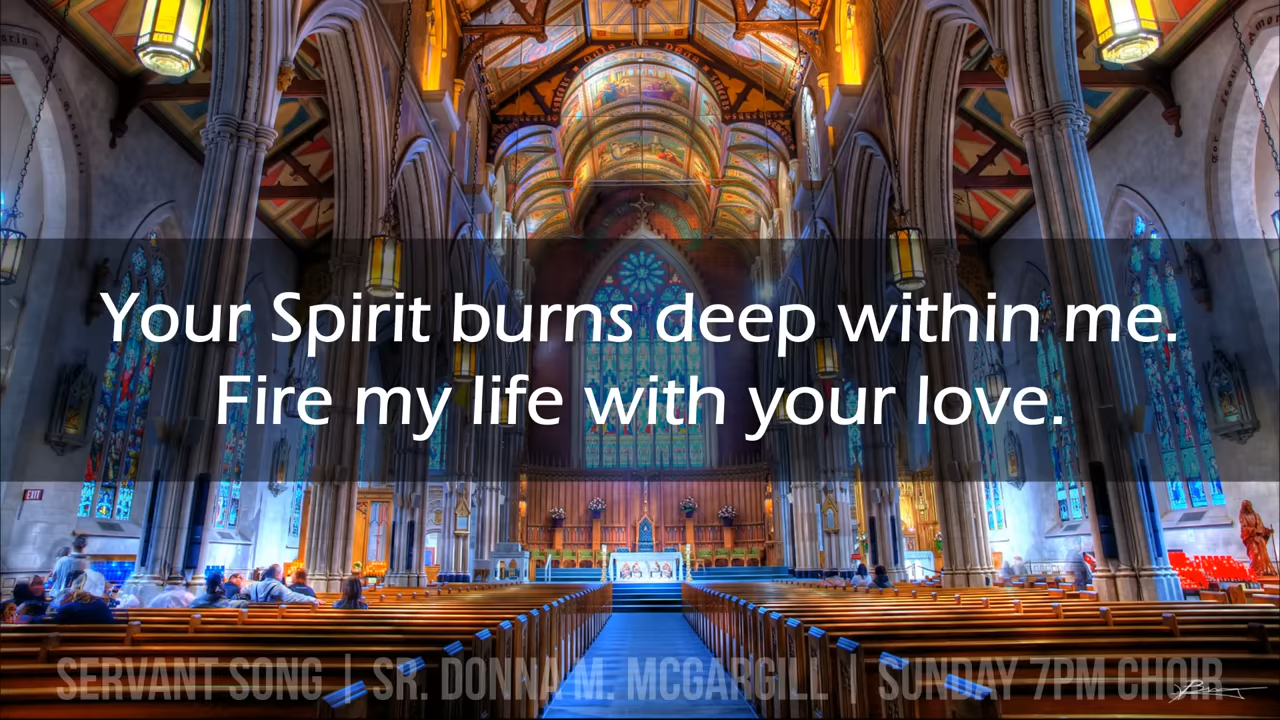 Your Spirit burns deep within me.
Fire my life with your love.
EXIT
SERVANT SONG | SR. DONNA M. MCGARGILL | SUNDAY 7PM CHOIR